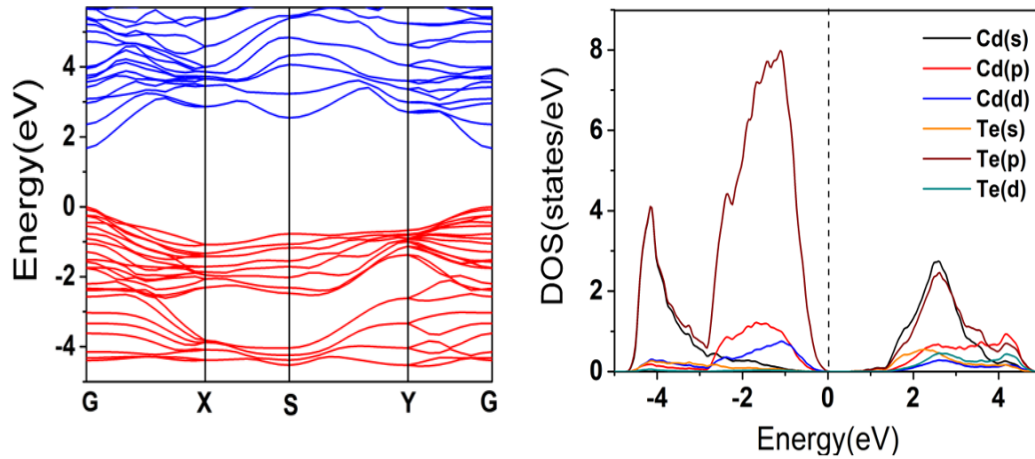 Energy(eV)
4
2
0
-2
-4
G X S Y G
DOS(states/eV)
8
6
4
2
0
-4 -2 0 2 4
Energy(eV)
Cd(s)
Cd(p)
Cd(d)
Te(s)
Te(p)
Te(d)